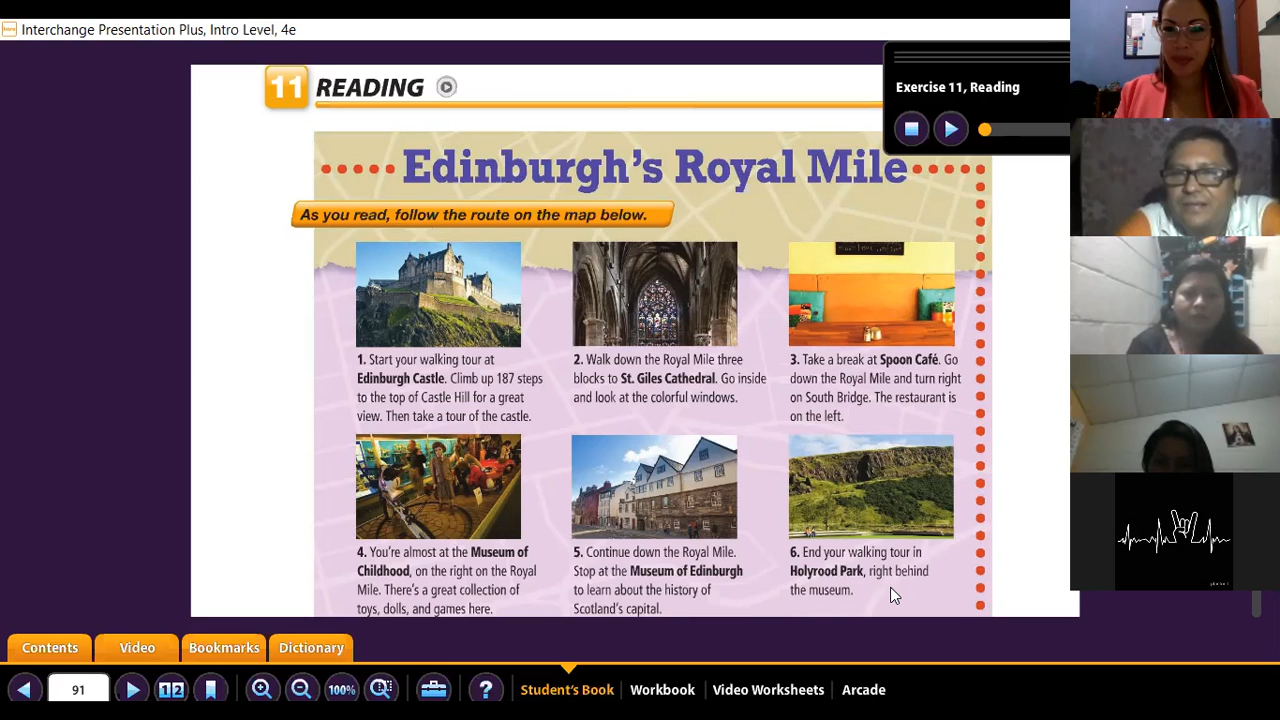 Interchange Presentation Plus, Intro Level, 4e
11 READING
Exercise 11, Reading
Edinburgh's Royal Mile
As you read, follow the route on the map below.
1. Start your walking tour at
Edinburgh Castle. Climb up 187 steps
to the top of Castle Hill for a great
view. Then take a tour of the castle.
2. Walk down the Royal Mile three
blocks to St. Giles Cathedral. Go inside
and look at the colorful windows.
3. Take a break at Spoon Café. Go
down the Royal Mile and turn right
on South Bridge. The restaurant is
on the left.
4. You're almost at the Museum of
Childhood, on the right on the Royal
Mile. There's a great collection of
toys, dolls, and games here.
5. Continue down the Royal Mile.
Stop at the Museum of Edinburgh
to learn about the history of
Scotland's capital.
6. End your walking tour in
Holyrood Park, right behind
the museum.
Contents Video Bookmarks Dictionary
91 12 100% ? Student's Book Workbook Video Worksheets Arcade